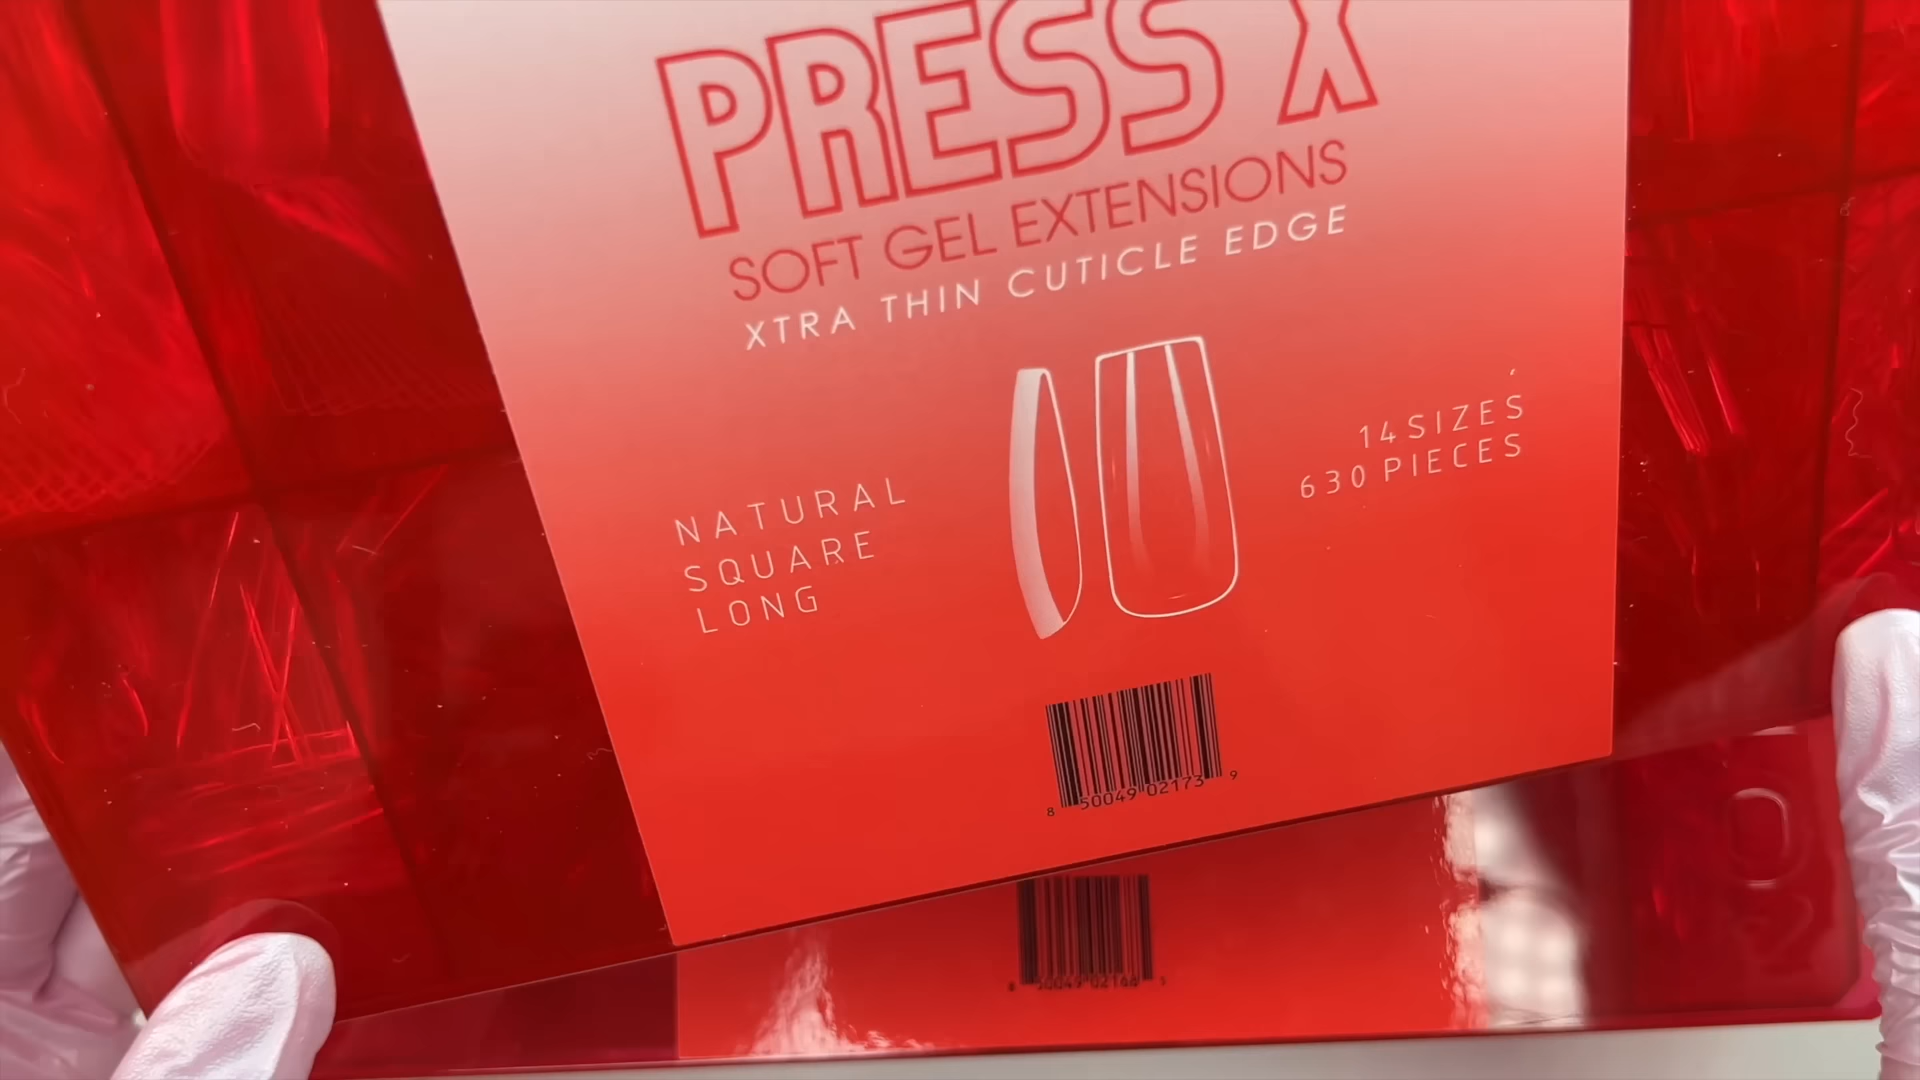 PRESS X
SOFT GEL EXTENSIONS
XTRA THIN CUTICLE EDGE
NATURAL
SQUARE
LONG
14 SIZES
630 PIECES
8 50049 02173 9